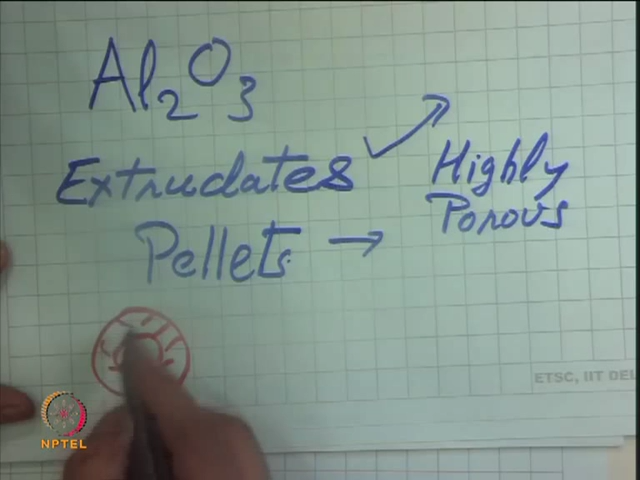 Al2O3
Extrudates
Highly
Porous
Pellets
ETSC, IIT DEL
NPTEL